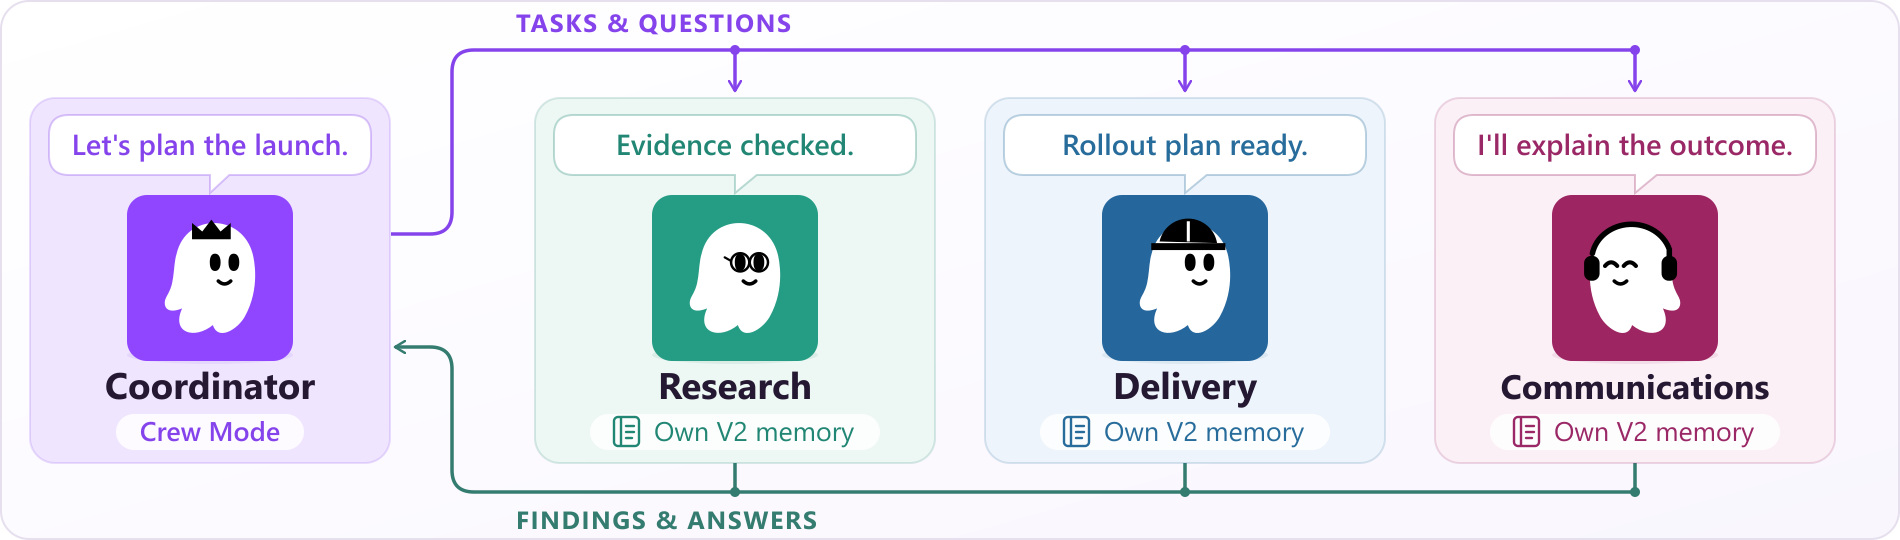 TASKS & QUESTIONS
Let's plan the launch.
Coordinator
Crew Mode
Evidence checked.
Research
Own V2 memory
Rollout plan ready.
Delivery
Own V2 memory
I'll explain the outcome.
Communications
Own V2 memory
FINDINGS & ANSWERS